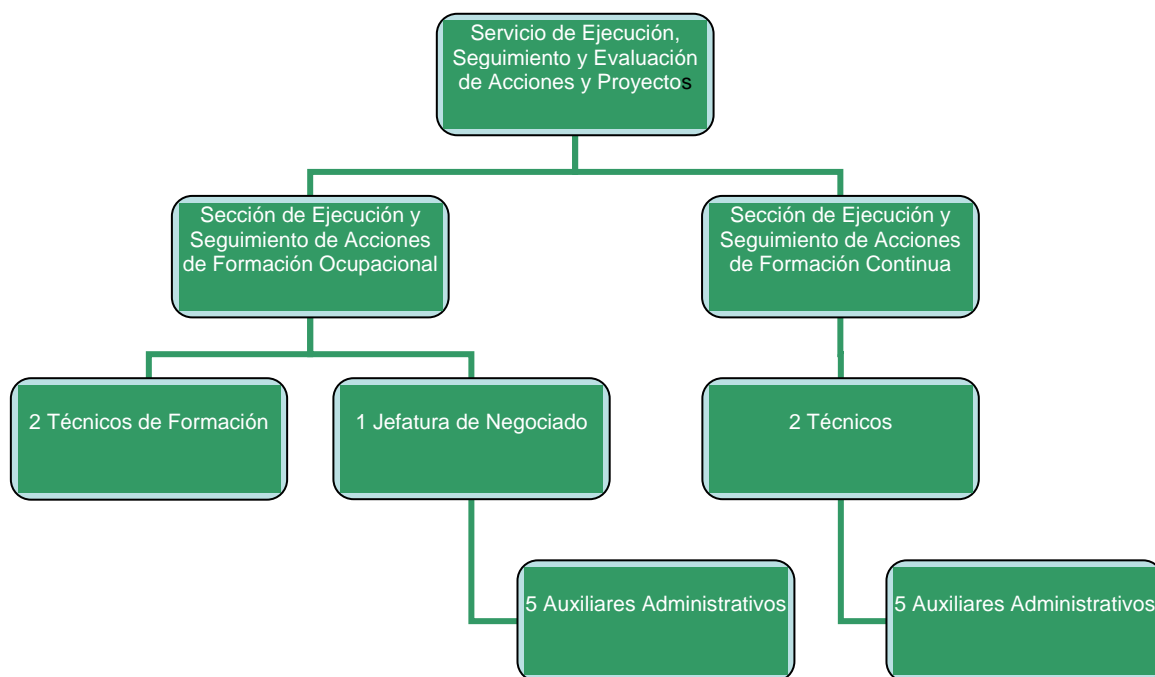 Servicio de Ejecución,
Seguimiento y Evaluación
de Acciones y Proyectos
Sección de Ejecución y
Seguimiento de Acciones
de Formación Ocupacional
Sección de Ejecución y
Seguimiento de Acciones
de Formación Continua
2 Técnicos de Formación
1 Jefatura de Negociado
2 Técnicos
5 Auxiliares Administrativos
5 Auxiliares Administrativos